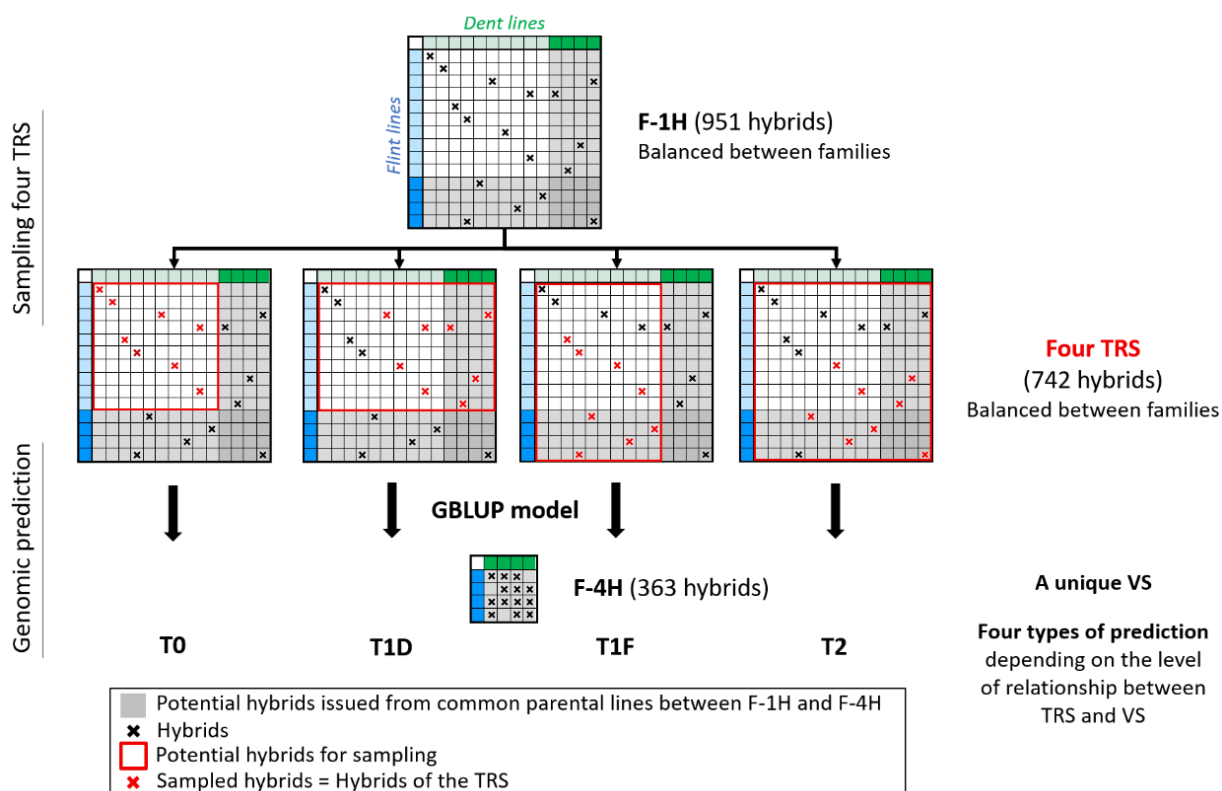 Dent lines
Flint lines
F-1H (951 hybrids)
Balanced between families
Sampling four TRS
Four TRS
(742 hybrids)
Balanced between families
Genomic prediction
GBLUP model
F-4H (363 hybrids)
A unique VS
T0
T1D
T1F
T2
Four types of prediction
depending on the level
of relationship between
TRS and VS
Potential hybrids issued from common parental lines between F-1H and F-4H
Hybrids
Potential hybrids for sampling
Sampled hybrids = Hybrids of the TRS